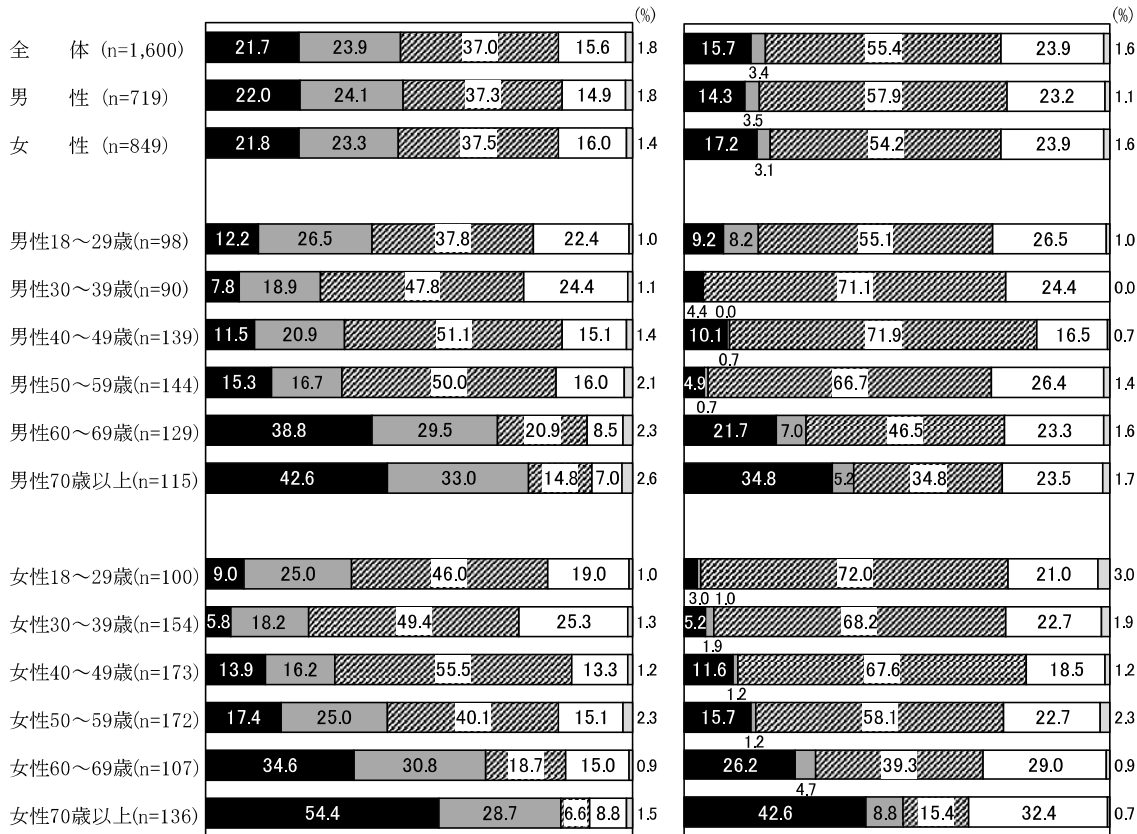 (%) (%)
全　体 (n=1,600) 21.7 23.9 37.0 15.6 1.8 15.7 3.4 55.4 23.9 1.6
男　性 (n=719) 22.0 24.1 37.3 14.9 1.8 14.3 3.5 57.9 23.2 1.1
女　性 (n=849) 21.8 23.3 37.5 16.0 1.4 17.2 3.1 54.2 23.9 1.6
男性18～29歳(n=98) 12.2 26.5 37.8 22.4 1.0 9.2 8.2 55.1 26.5 1.0
男性30～39歳(n=90) 7.8 18.9 47.8 24.4 1.1 4.4 0.0 71.1 24.4 0.0
男性40～49歳(n=139) 11.5 20.9 51.1 15.1 1.4 10.1 0.7 71.9 16.5 0.7
男性50～59歳(n=144) 15.3 16.7 50.0 16.0 2.1 4.9 0.7 66.7 26.4 1.4
男性60～69歳(n=129) 38.8 29.5 20.9 8.5 2.3 21.7 7.0 46.5 23.3 1.6
男性70歳以上(n=115) 42.6 33.0 14.8 7.0 2.6 34.8 5.2 34.8 23.5 1.7
女性18～29歳(n=100) 9.0 25.0 46.0 19.0 1.0 3.0 1.0 72.0 21.0 3.0
女性30～39歳(n=154) 5.8 18.2 49.4 25.3 1.3 5.2 1.9 68.2 22.7 1.9
女性40～49歳(n=173) 13.9 16.2 55.5 13.3 1.2 11.6 1.2 67.6 18.5 1.2
女性50～59歳(n=172) 17.4 25.0 40.1 15.1 2.3 15.7 1.2 58.1 22.7 2.3
女性60～69歳(n=107) 34.6 30.8 18.7 15.0 0.9 26.2 4.7 39.3 29.0 0.9
女性70歳以上(n=136) 54.4 28.7 6.6 8.8 1.5 42.6 8.8 15.4 32.4 0.7